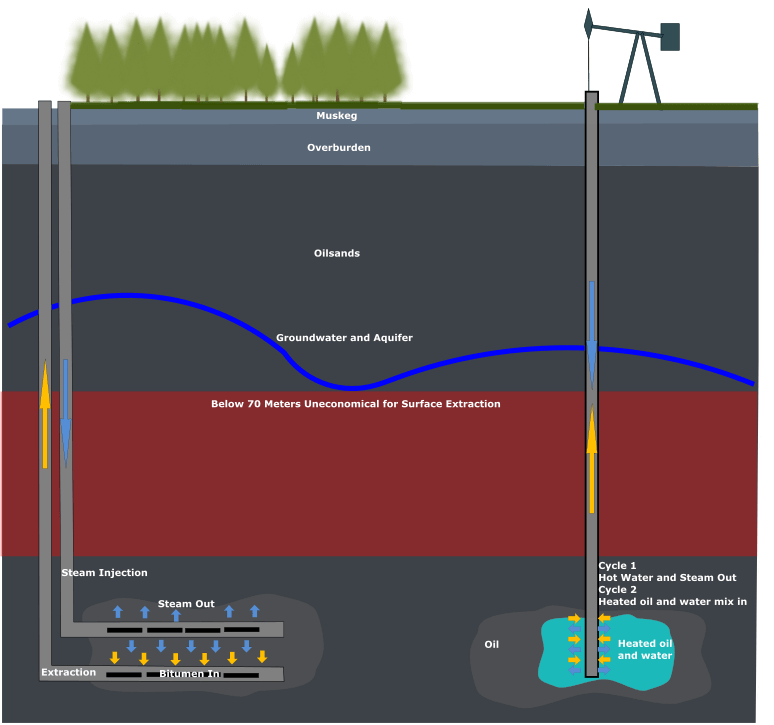 Muskeg
Overburden
Oilsands
Groundwater and Aquifer
Below 70 Meters Uneconomical for Surface Extraction
Steam Injection
Steam Out
Extraction
Bitumen In
Cycle 1
Hot Water and Steam Out
Cycle 2
Heated oil and water mix in
Oil
Heated oil
and water